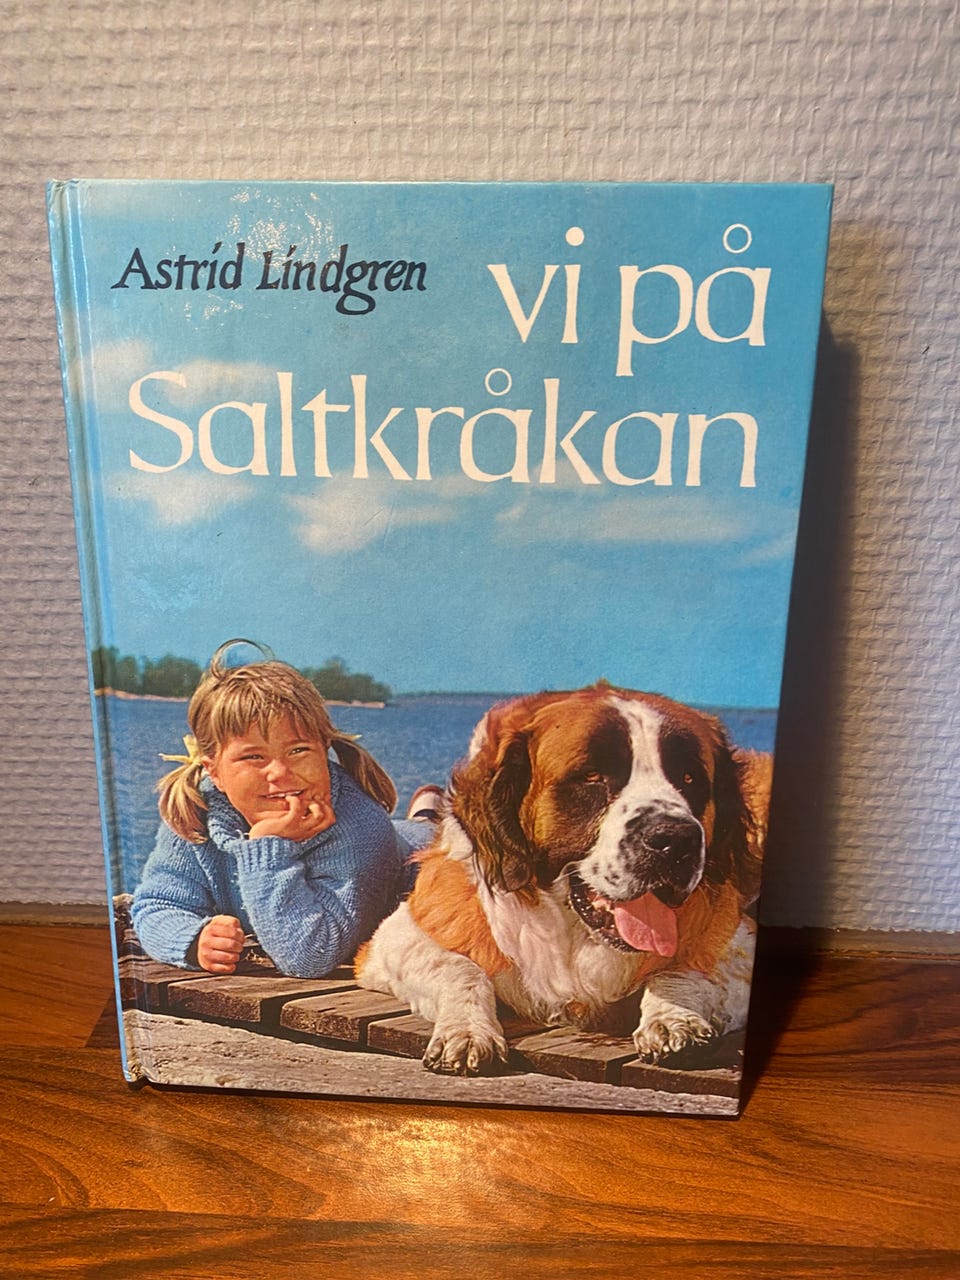 Astrid Lindgren
vi på
Saltkråkan